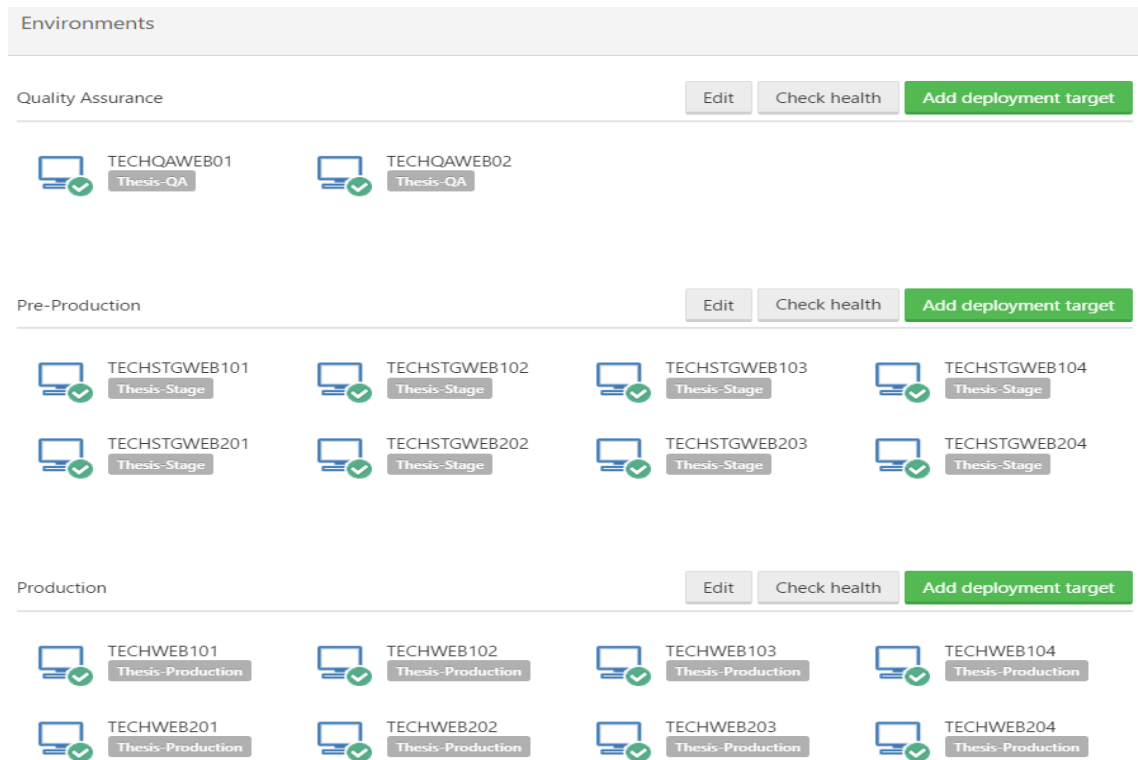 Environments
Quality Assurance Edit Check health Add deployment target
TECHQAWEB01 TECHQAWEB02
Thesis-QA Thesis-QA
Pre-Production Edit Check health Add deployment target
TECHSTGWEB101 TECHSTGWEB102 TECHSTGWEB103 TECHSTGWEB104
Thesis-Stage Thesis-Stage Thesis-Stage Thesis-Stage
TECHSTGWEB201 TECHSTGWEB202 TECHSTGWEB203 TECHSTGWEB204
Thesis-Stage Thesis-Stage Thesis-Stage Thesis-Stage
Production Edit Check health Add deployment target
TECHWEB101 TECHWEB102 TECHWEB103 TECHWEB104
Thesis-Production Thesis-Production Thesis-Production Thesis-Production
TECHWEB201 TECHWEB202 TECHWEB203 TECHWEB204
Thesis-Production Thesis-Production Thesis-Production Thesis-Production